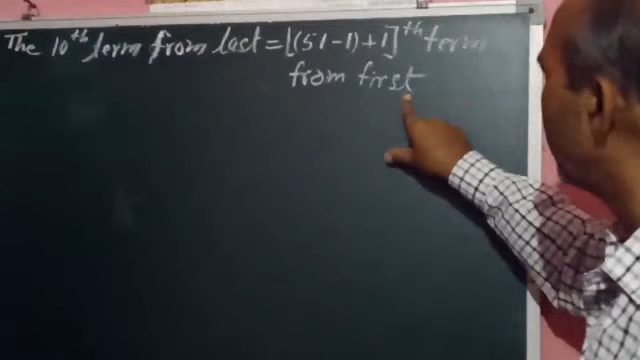 The 10th term from last = [(51-1)+1]th term
from first